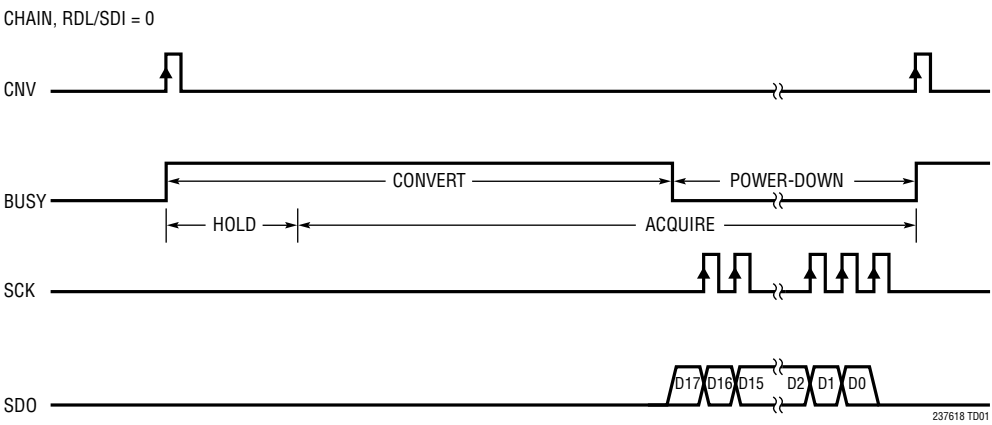 CHAIN, RDL/SDI = 0
CNV
CONVERT
POWER-DOWN
BUSY
HOLD
ACQUIRE
SCK
D17 D16 D15 D2 D1 D0
SDO
237618 TD01